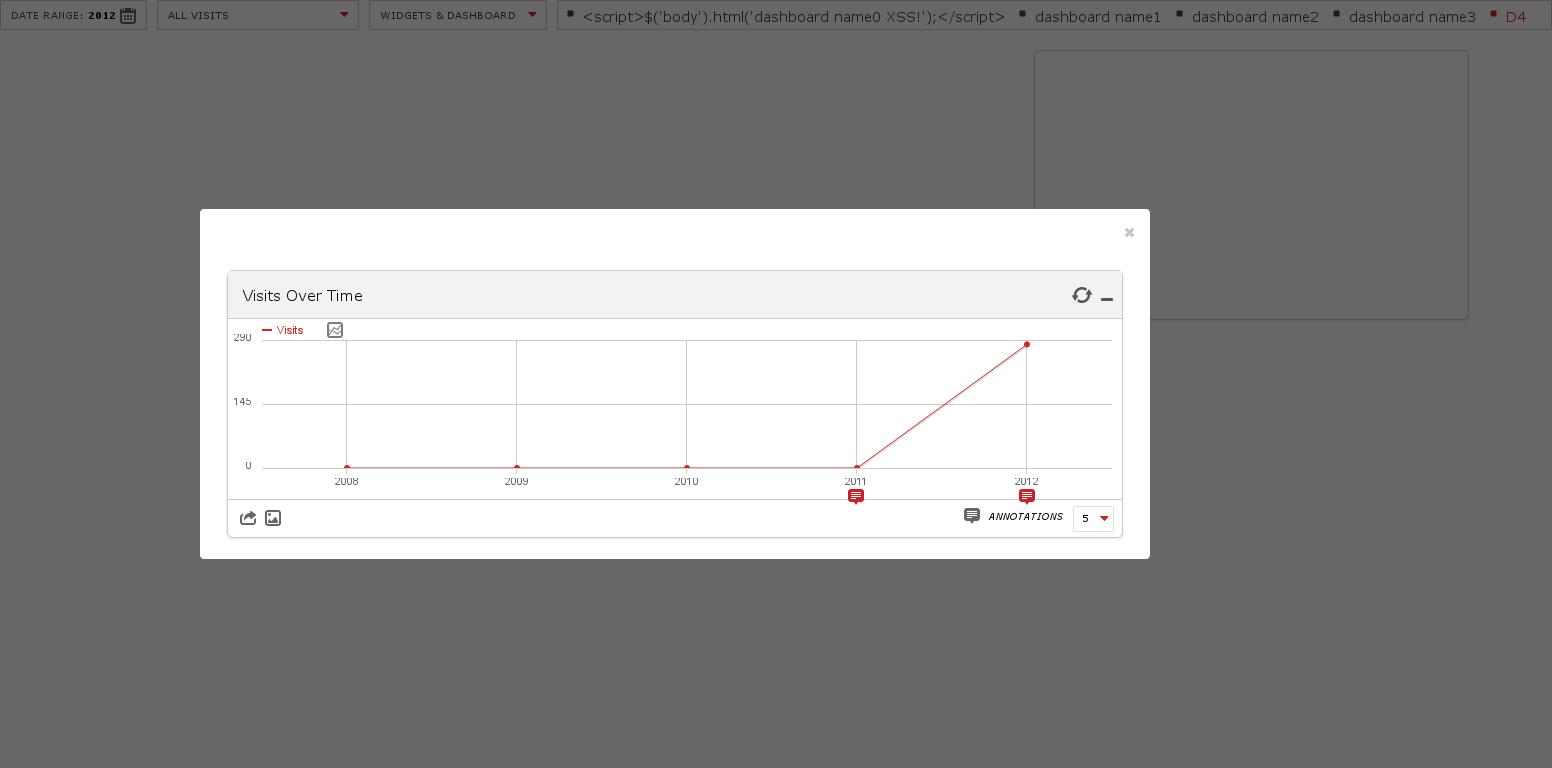 DATE RANGE: 2012 ALL VISITS WIDGETS & DASHBOARD <script>$('body').html('dashboard name0 XSS!');</script> dashboard name1 dashboard name2 dashboard name3 D4
Visits Over Time
Visits
290
145
0
2008 2009 2010 2011 2012
ANNOTATIONS 5